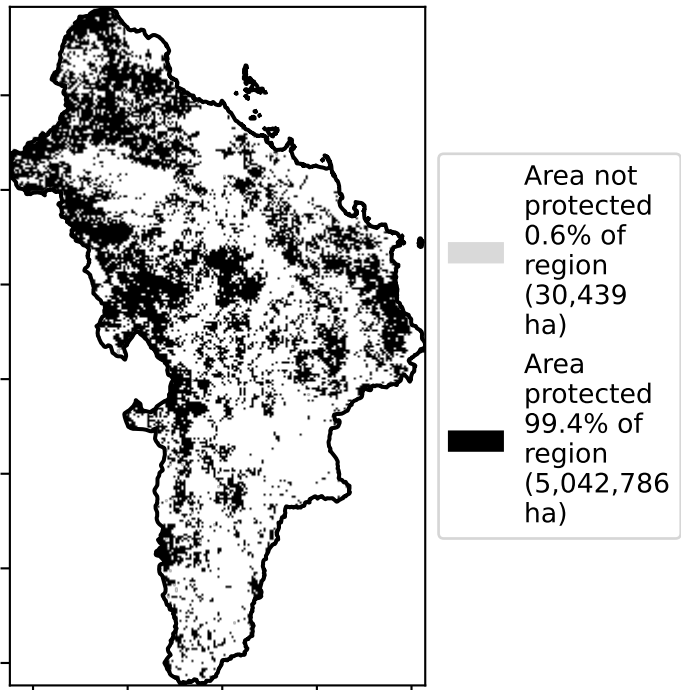 Area not
protected
0.6% of
region
(30,439
ha)
Area
protected
99.4% of
region
(5,042,786
ha)